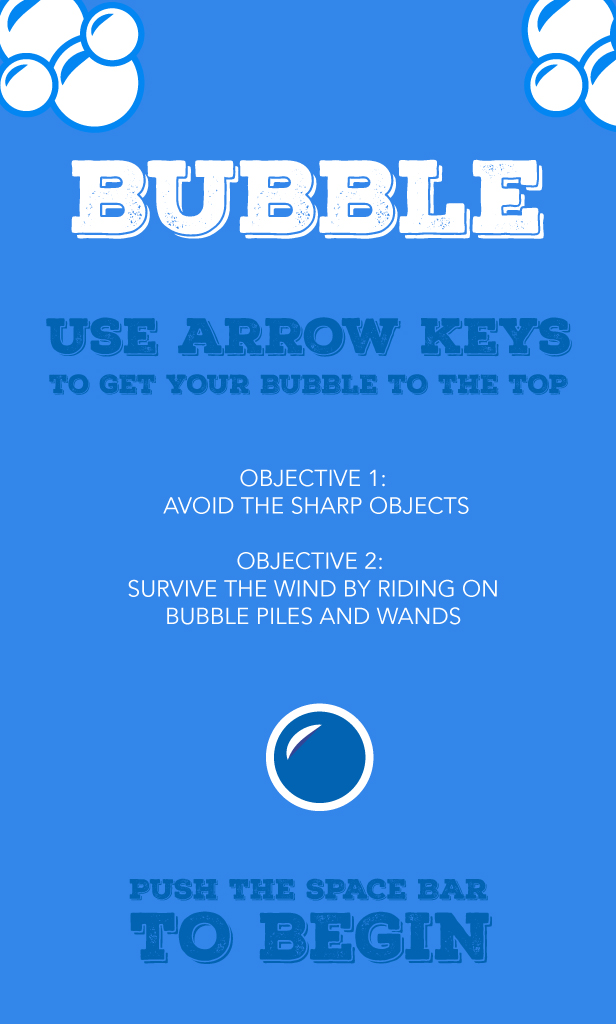 BUBBLE
USE ARROW KEYS
TO GET YOUR BUBBLE TO THE TOP
OBJECTIVE 1:
AVOID THE SHARP OBJECTS
OBJECTIVE 2:
SURVIVE THE WIND BY RIDING ON
BUBBLE PILES AND WANDS
PUSH THE SPACE BAR
TO BEGIN